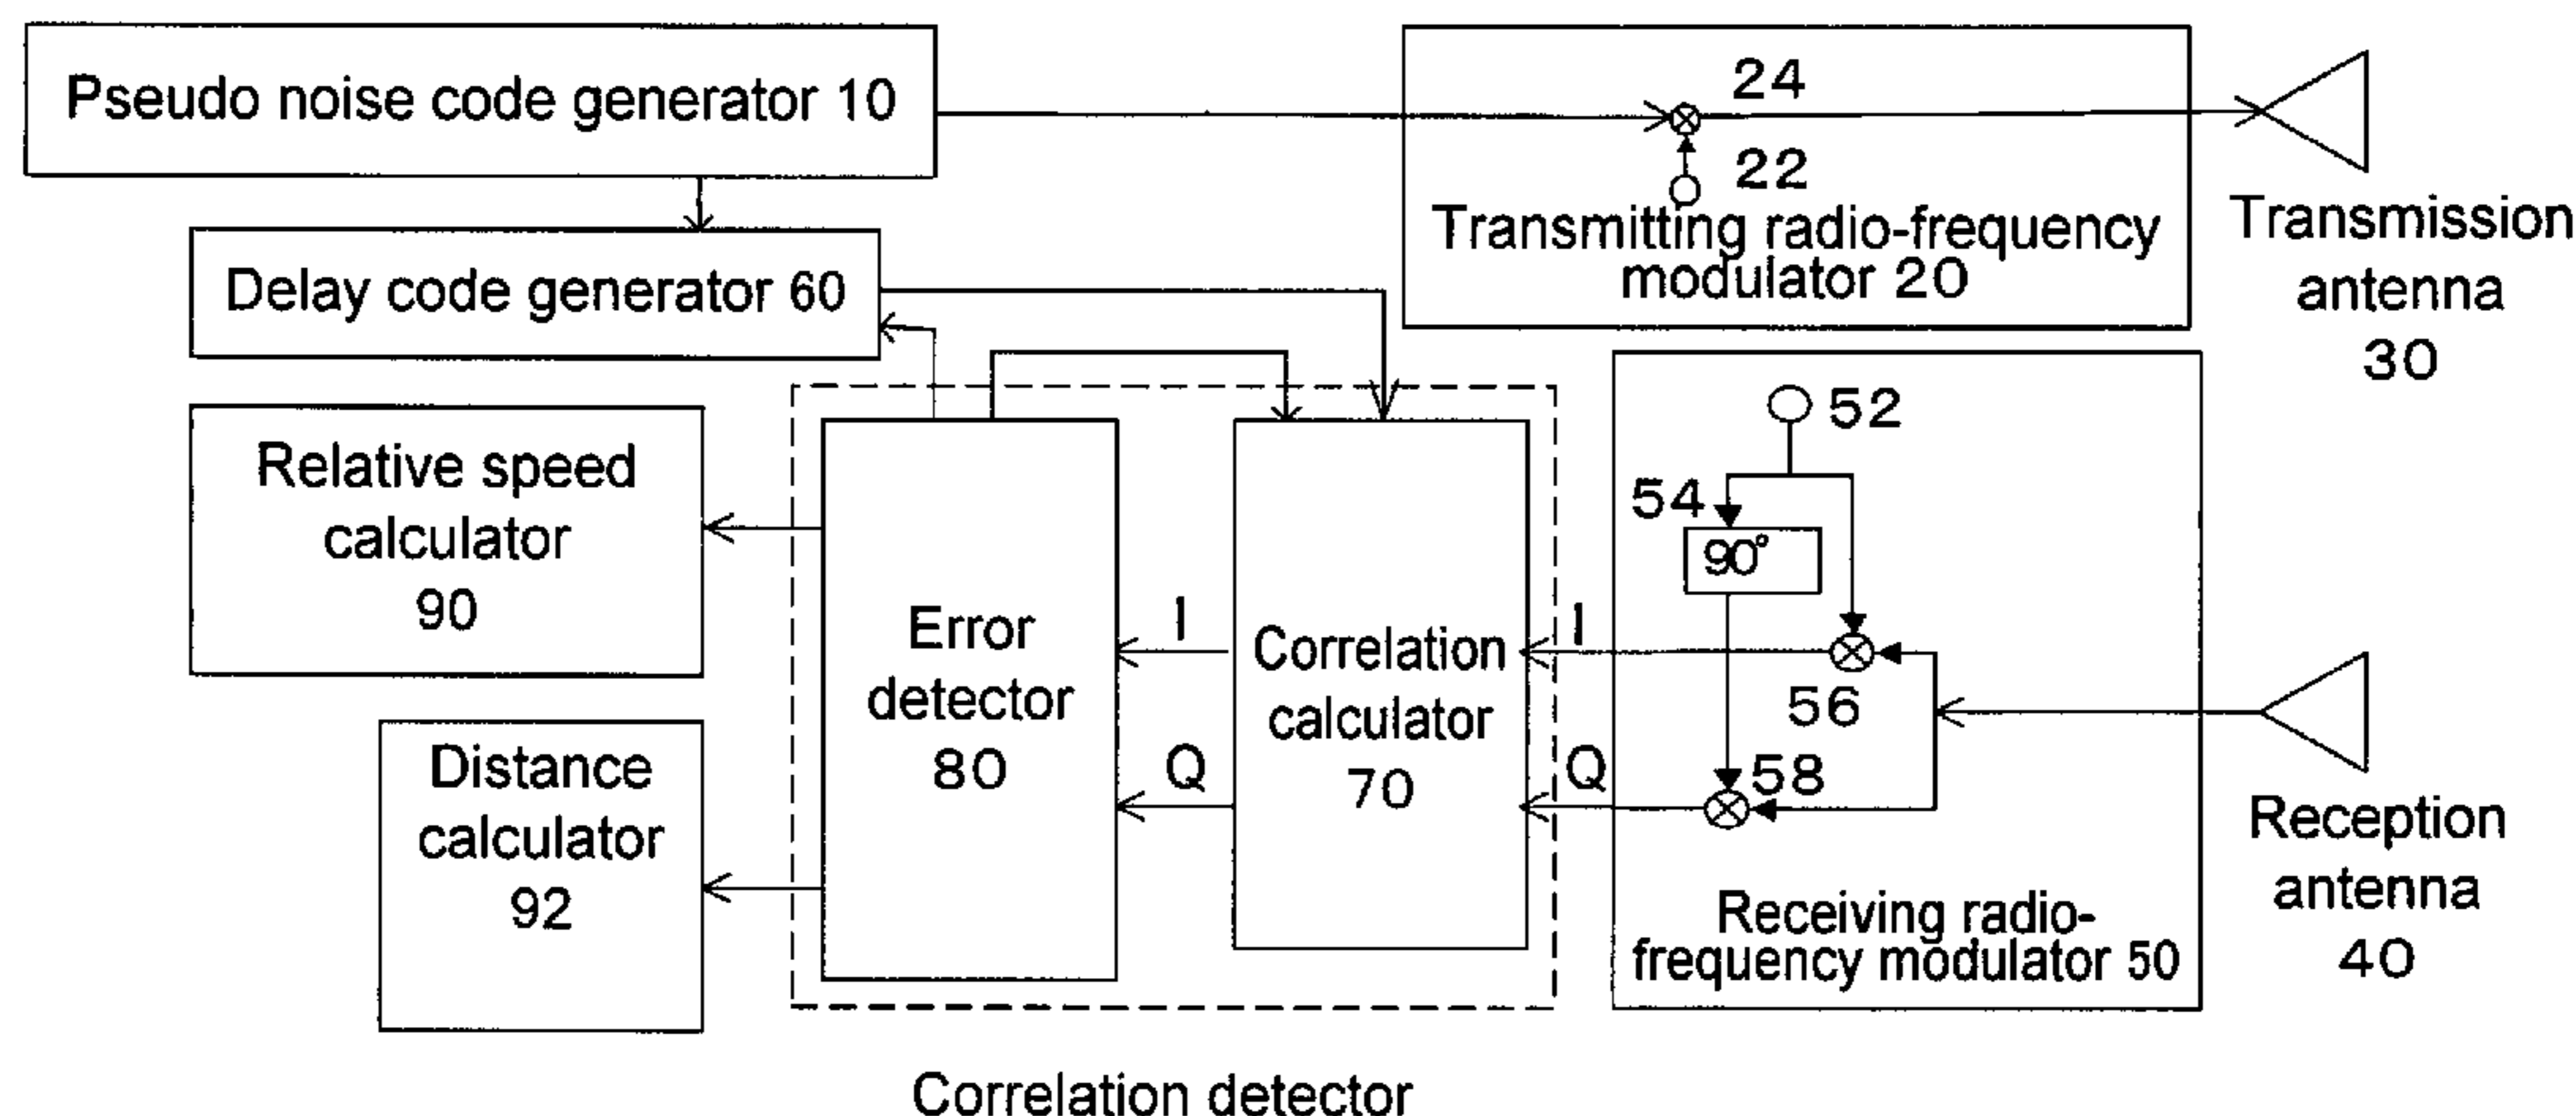 Pseudo noise code generator 10
24
22
Transmitting radio-frequency
modulator 20
Transmission
antenna
30
Delay code generator 60
Relative speed
calculator
90
Distance
calculator
92
Error
detector
80
I
Q
Correlation
calculator
70
I
Q
52
54
90°
56
58
Receiving radio-
frequency modulator 50
Reception
antenna
40
Correlation detector